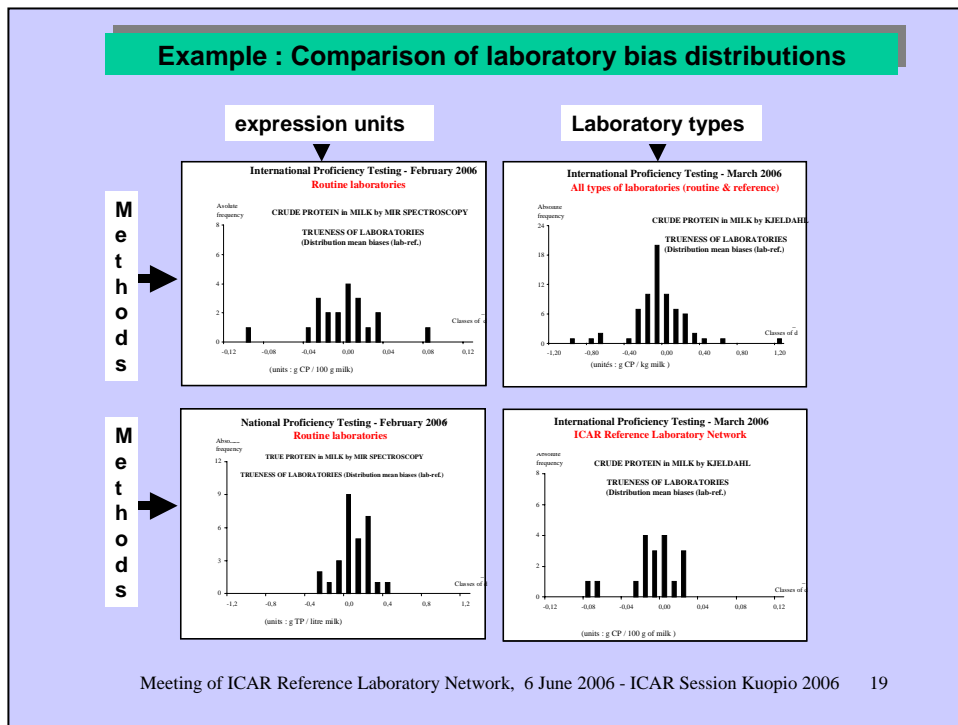 Example : Comparison of laboratory bias distributions
expression units
Laboratory types
Methods
International Proficiency Testing - February 2006
Routine laboratories
Asolute
frequency
CRUDE PROTEIN in MILK by MIR SPECTROSCOPY
TRUENESS OF LABORATORIES
(Distribution mean biases (lab-ref.)
8
6
4
2
0
Classes of
-0,12 -0,08 -0,04 0,00 0,04 0,08 0,12
(units : g CP / 100 g milk)
International Proficiency Testing - March 2006
All types of laboratories (routine & reference)
frequency
CRUDE PROTEIN in MILK by KJELDAHL
TRUENESS OF LABORATORIES
(Distribution mean biases (lab-ref.)
24
18
12
6
0
Classes of d
-1,20 -0,80 -0,40 0,00 0,40 0,80 1,20
(unités : g CP / kg milk )
Methods
National Proficiency Testing - February 2006
Routine laboratories
frequency
TRUE PROTEIN in MILK by MIR SPECTROSCOPY
TRUENESS OF LABORATORIES (Distribution mean biases (lab-ref.)
12
9
6
3
0
Classes of d
-1,2 -0,8 -0,4 0,0 0,4 0,8 1,2
(units : g TP / litre milk)
International Proficiency Testing - March 2006
ICAR Reference Laboratory Network
frequency
CRUDE PROTEIN in MILK by KJELDAHL
TRUENESS OF LABORATORIES
(Distribution mean biases (lab-ref.)
8
6
4
2
0
Classes of
-0,12 -0,08 -0,04 0,00 0,04 0,08 0,12
(units : g CP / 100 g of milk )
Meeting of ICAR Reference Laboratory Network, 6 June 2006 - ICAR Session Kuopio 2006 19